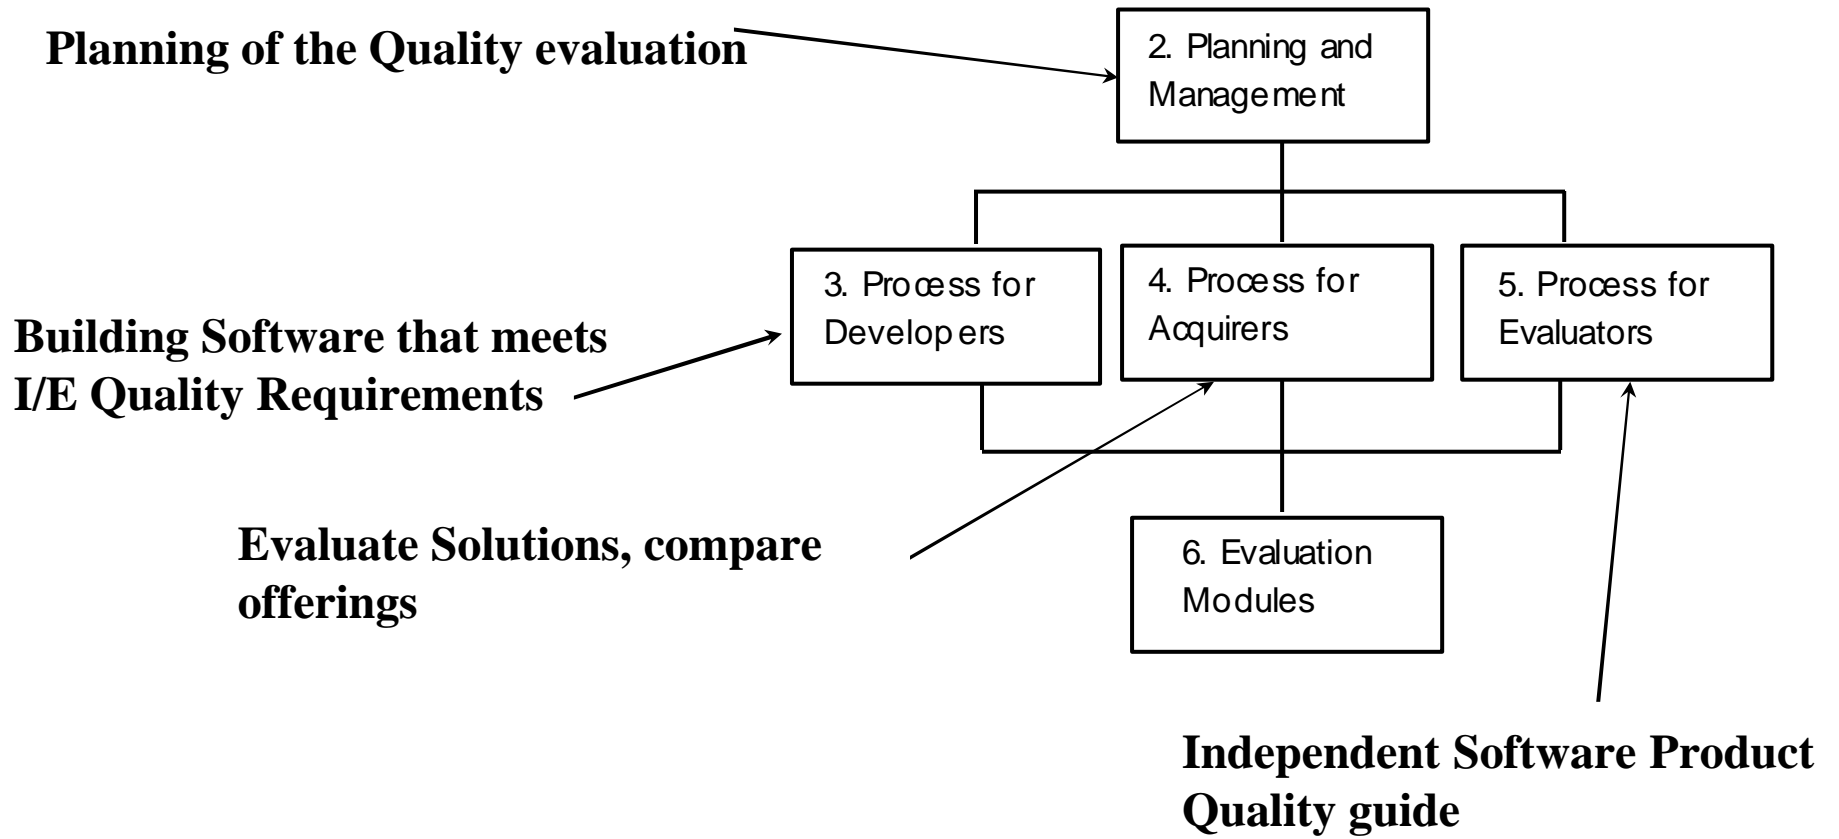 Planning of the Quality evaluation
2. Planning and
Management
3. Process for
Developers
4. Process for
Acquirers
5. Process for
Evaluators
Building Software that meets
I/E Quality Requirements
Evaluate Solutions, compare
offerings
6. Evaluation
Modules
Independent Software Product
Quality guide